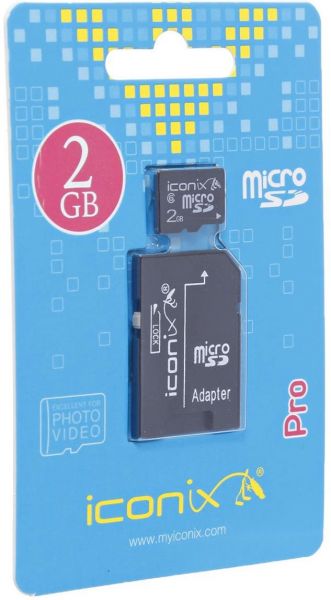 2
GB
micro
SD
iconix
6 micro
2GB SD
LOCK
iconix
micro
SD
Adapter
EXCELLENT FOR
PHOTO
VIDEO
Pro
iconix®
www.myiconix.com